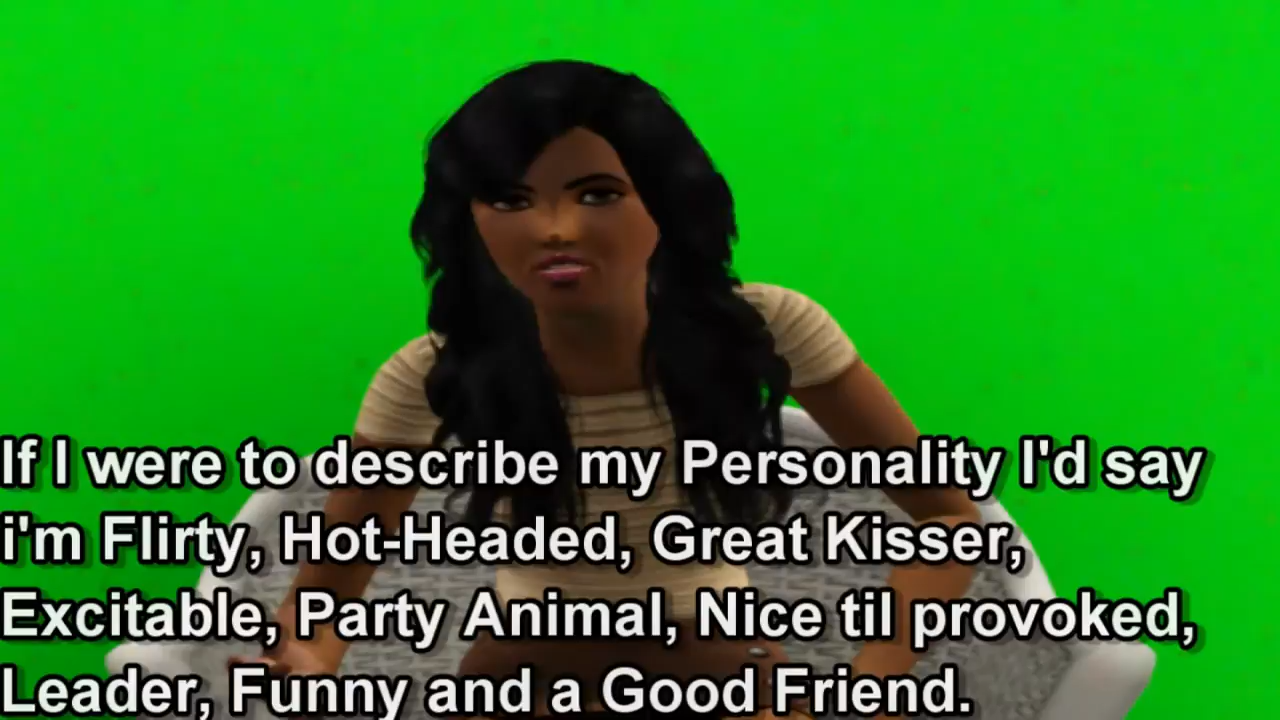 If I were to describe my Personality I'd say
i'm Flirty, Hot-Headed, Great Kisser,
Excitable, Party Animal, Nice til provoked,
Leader, Funny and a Good Friend.